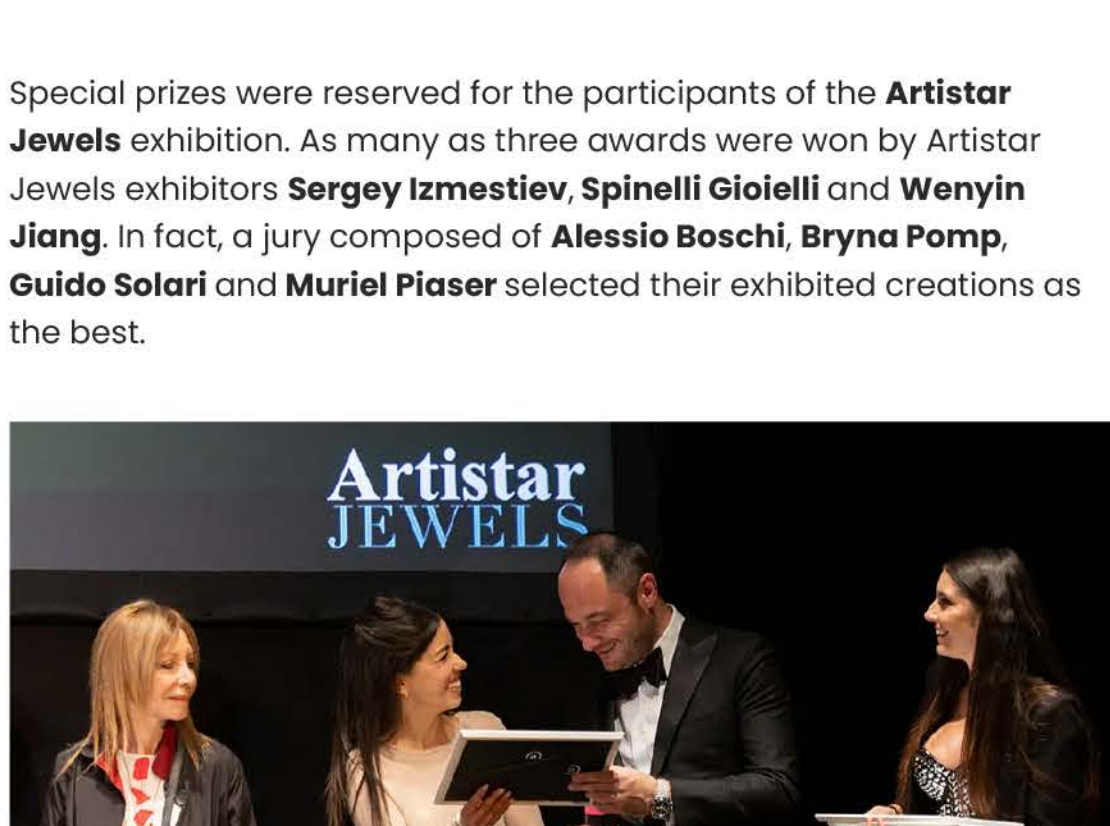 Special prizes were reserved for the participants of the Artistar
Jewels exhibition. As many as three awards were won by Artistar
Jewels exhibitors Sergey Izmestiev, Spinelli Gioielli and Wenyin
Jiang. In fact, a jury composed of Alessio Boschi, Bryna Pomp,
Guido Solari and Muriel Piaser selected their exhibited creations as
the best.
Artistar
JEWELS